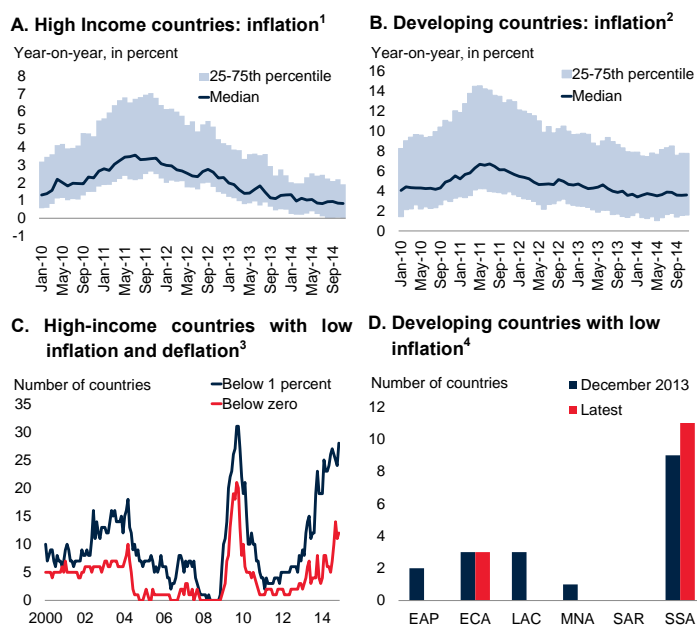 A. High Income countries: inflation1
Year-on-year, in percent
25-75th percentile
Median
8
7
6
5
4
3
2
1
0
-1
Jan-10
May-10
Sep-10
Jan-11
May-11
Sep-11
Jan-12
May-12
Sep-12
Jan-13
May-13
Sep-13
Jan-14
May-14
Sep-14
B. Developing countries: inflation2
Year-on-year, in percent
25-75th percentile
Median
16
14
12
10
8
6
4
2
0
Jan-10
May-10
Sep-10
Jan-11
May-11
Sep-11
Jan-12
May-12
Sep-12
Jan-13
May-13
Sep-13
Jan-14
May-14
Sep-14
C. High-income countries with low
inflation and deflation3
Number of countries
Below 1 percent
Below zero
35
30
25
20
15
10
5
0
2000 02 04 06 08 10 12 14
D. Developing countries with low
inflation4
Number of countries
December 2013
Latest
12
10
8
6
4
2
0
EAP ECA LAC MNA SAR SSA